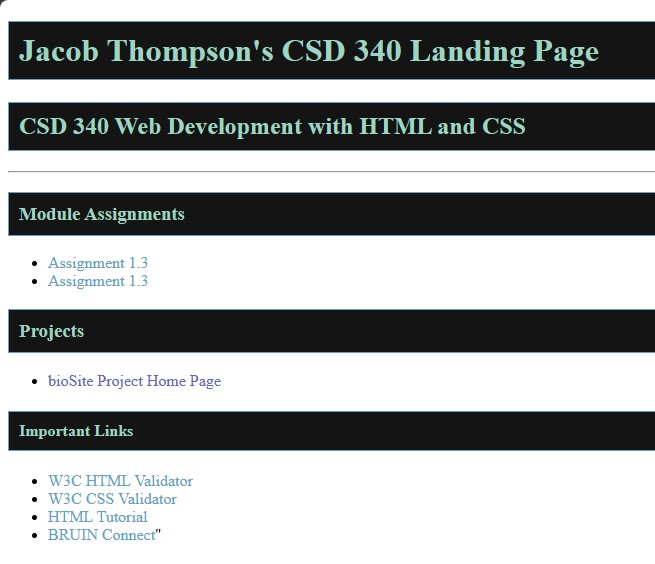 Jacob Thompson's CSD 340 Landing Page
CSD 340 Web Development with HTML and CSS
Module Assignments
Assignment 1.3
Assignment 1.3
Projects
bioSite Project Home Page
Important Links
W3C HTML Validator
W3C CSS Validator
HTML Tutorial
BRUIN Connect"